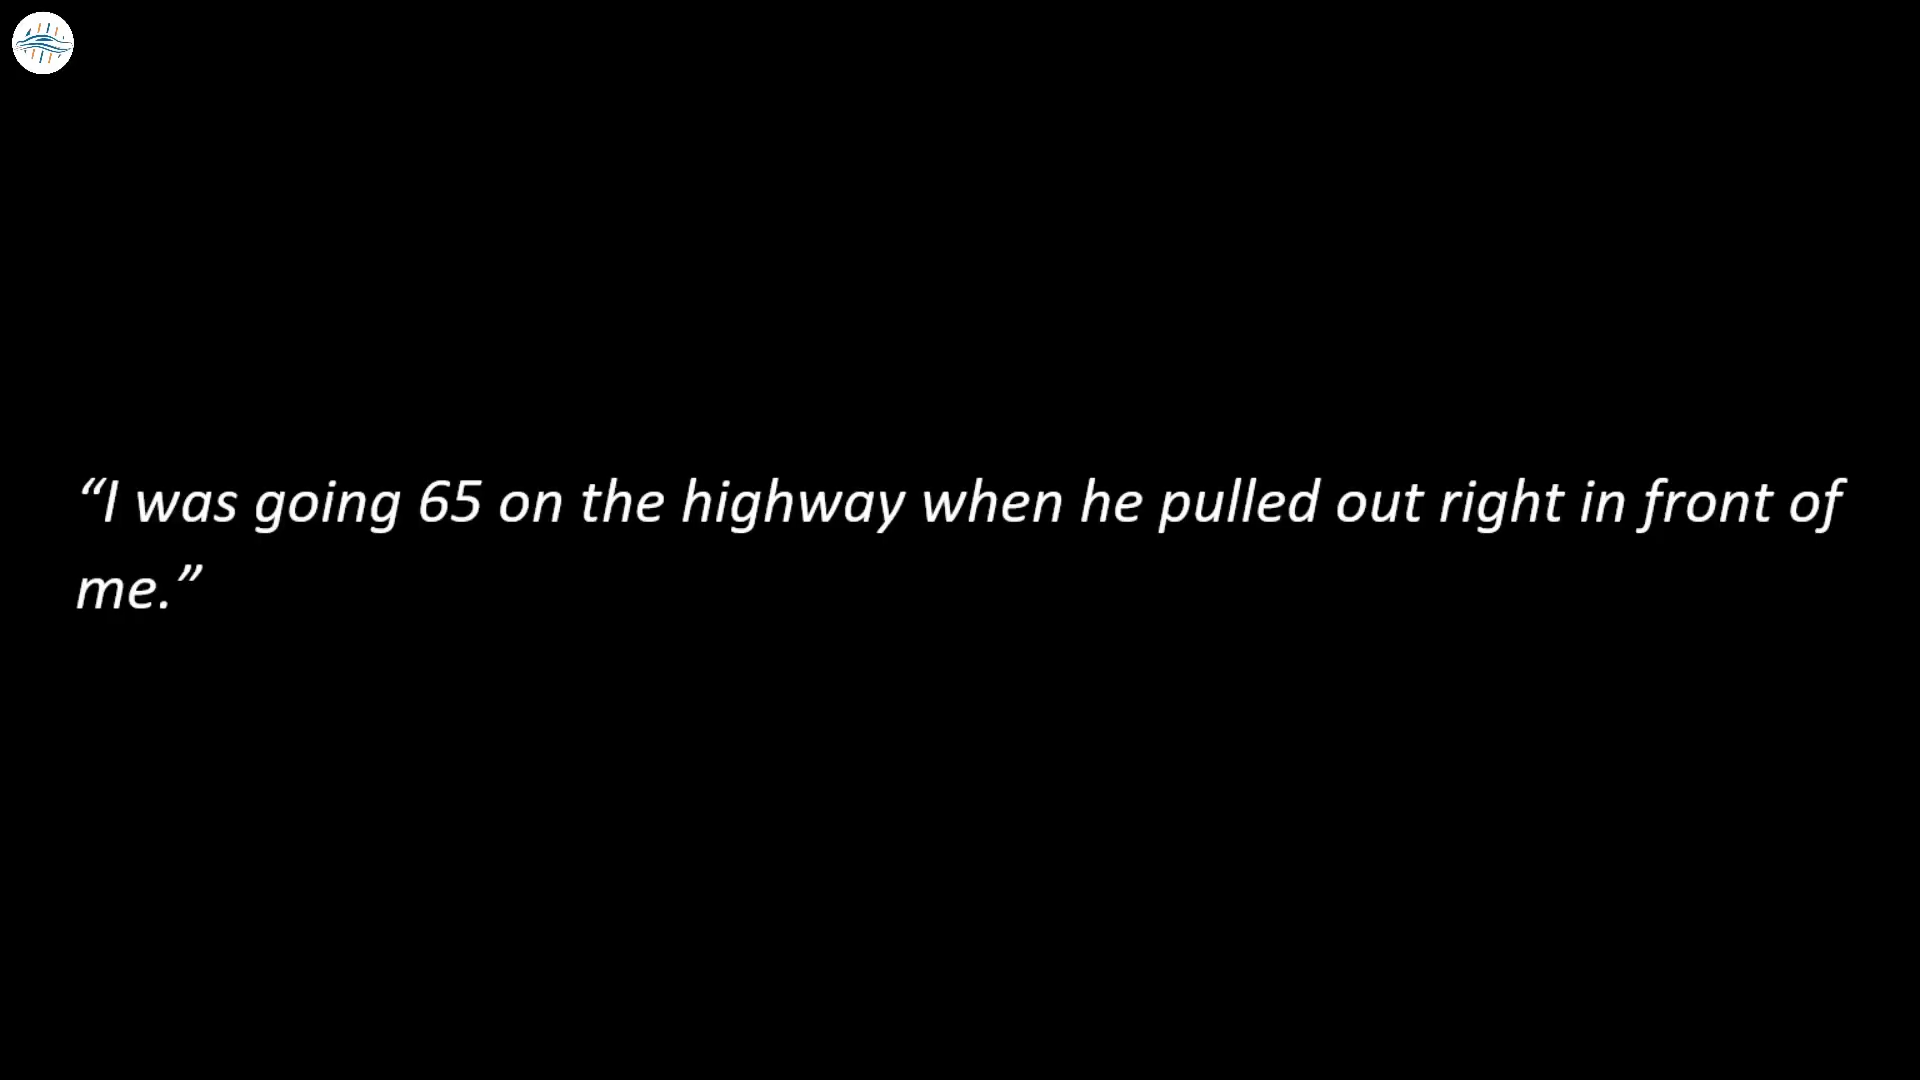 “I was going 65 on the highway when he pulled out right in front of
me.”